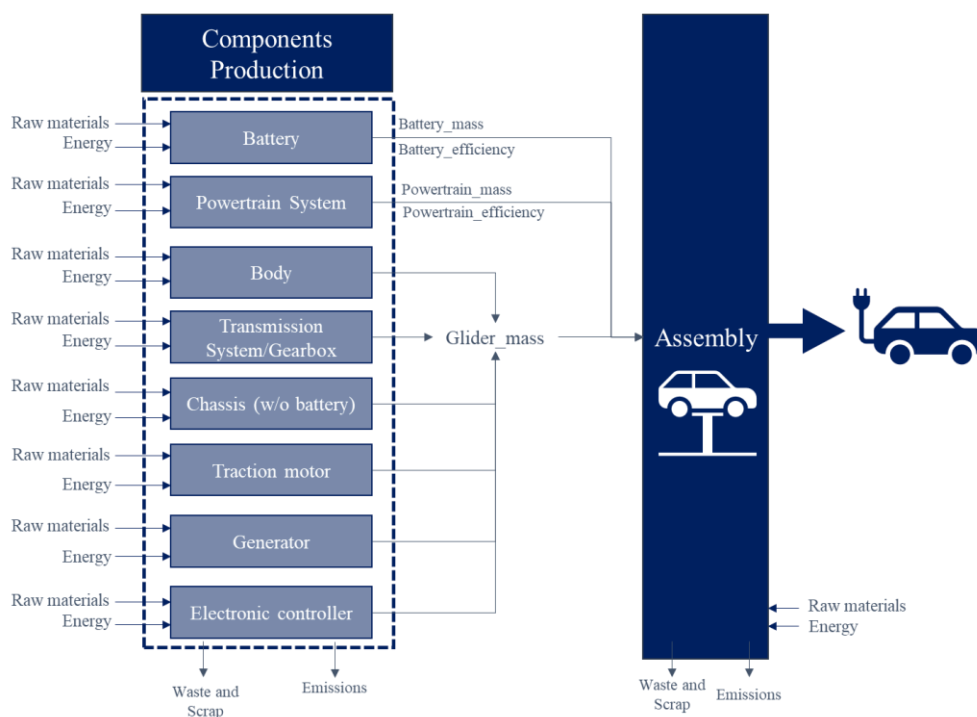 Components
Production
Raw materials
Energy
Battery
Battery_mass
Battery_efficiency
Raw materials
Energy
Powertrain System
Powertrain_mass
Powertrain_efficiency
Raw materials
Energy
Body
Raw materials
Energy
Transmission
System/Gearbox
Glider_mass
Assembly
Raw materials
Energy
Chassis (w/o battery)
Raw materials
Energy
Traction motor
Raw materials
Energy
Generator
Raw materials
Energy
Electronic controller
Raw materials
Energy
Waste and
Scrap
Emissions
Waste and
Scrap
Emissions